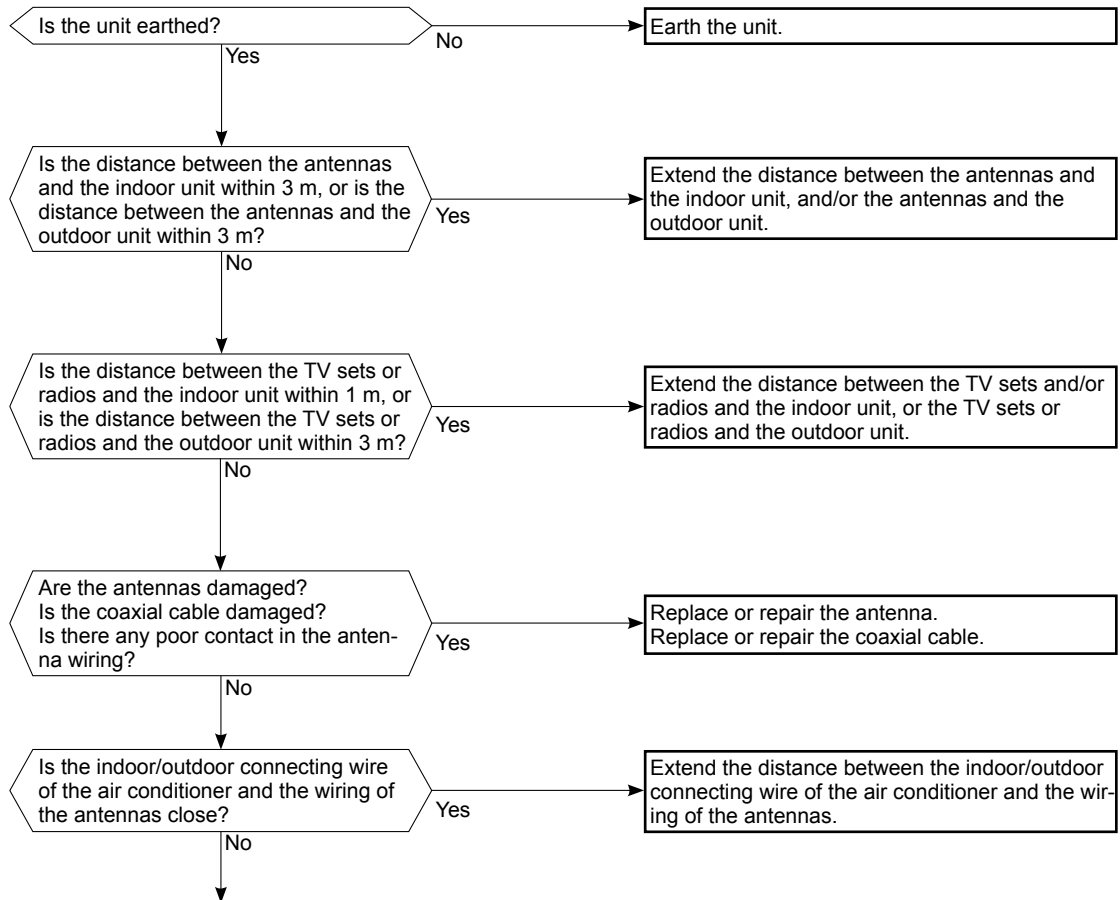 Is the unit earthed?
No
Earth the unit.
Yes
Is the distance between the antennas
and the indoor unit within 3 m, or is the
distance between the antennas and the
outdoor unit within 3 m?
Yes
Extend the distance between the antennas and
the indoor unit, and/or the antennas and the
outdoor unit.
No
Is the distance between the TV sets or
radios and the indoor unit within 1 m, or
is the distance between the TV sets or
radios and the outdoor unit within 3 m?
Yes
Extend the distance between the TV sets and/or
radios and the indoor unit, or the TV sets or
radios and the outdoor unit.
No
Are the antennas damaged?
Is the coaxial cable damaged?
Is there any poor contact in the anten-
na wiring?
Yes
Replace or repair the antenna.
Replace or repair the coaxial cable.
No
Is the indoor/outdoor connecting wire
of the air conditioner and the wiring of
the antennas close?
Yes
Extend the distance between the indoor/outdoor
connecting wire of the air conditioner and the wir-
ing of the antennas.
No